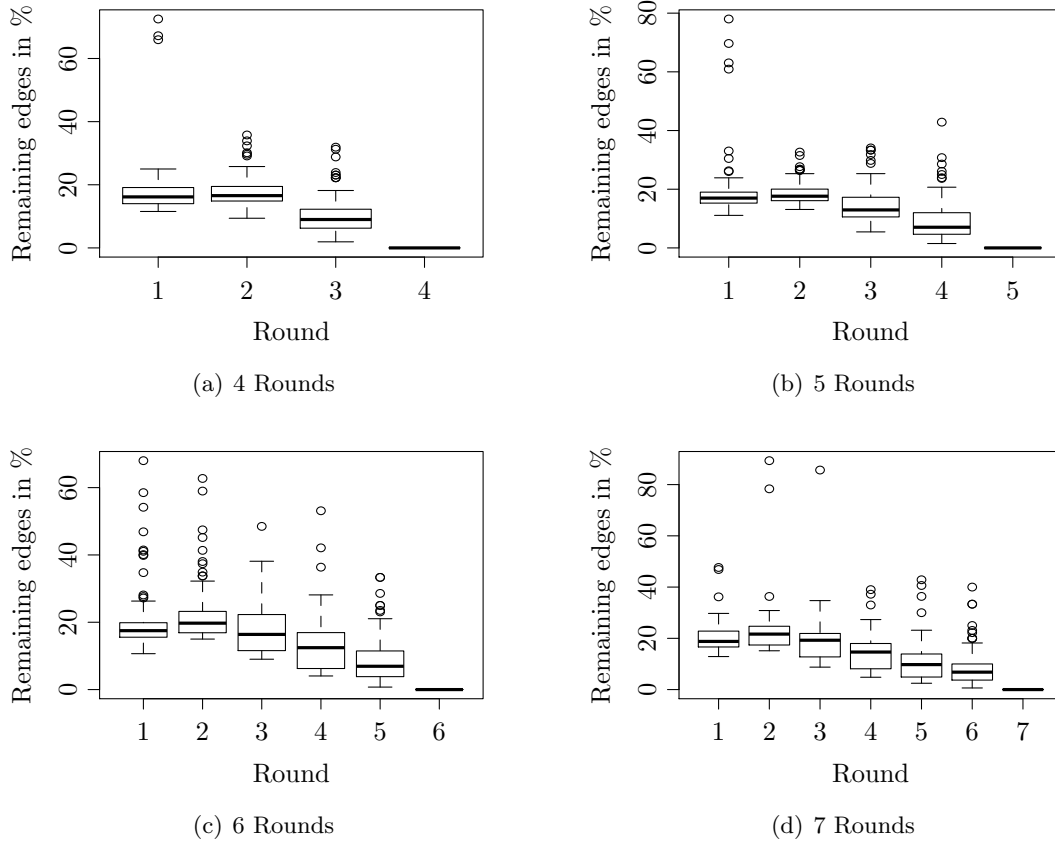 Remaining edges in %
0 20 40 60
1 2 3 4
Round
(a) 4 Rounds
Remaining edges in %
0 20 40 60 80
1 2 3 4 5
Round
(b) 5 Rounds
Remaining edges in %
0 20 40 60
1 2 3 4 5 6
Round
(c) 6 Rounds
Remaining edges in %
0 20 40 60 80
1 2 3 4 5 6 7
Round
(d) 7 Rounds